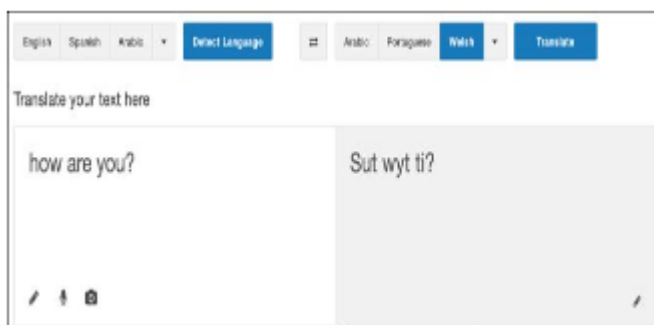 English Spanish Arabic Detect Language Arabic Portuguese Welsh Translate
Translate your text here
how are you? Sut wyt ti?